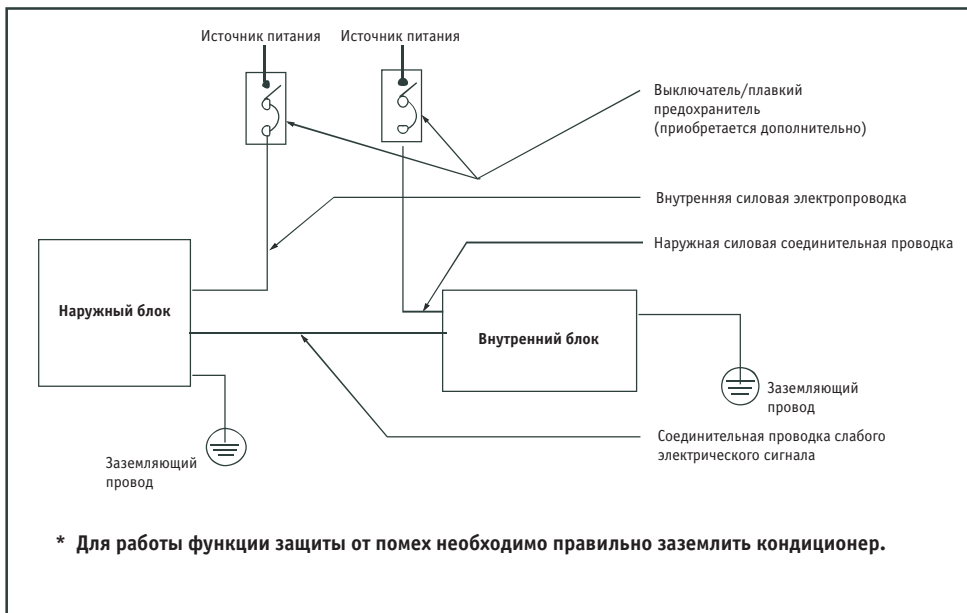 Источник питания
Источник питания
Выключатель/плавкий
предохранитель
(приобретается дополнительно)
Внутренняя силовая электропроводка
Наружная силовая соединительная проводка
Наружный блок
Внутренний блок
Заземляющий
провод
Соединительная проводка слабого
электрического сигнала
Заземляющий
провод
* Для работы функции защиты от помех необходимо правильно заземлить кондиционер.